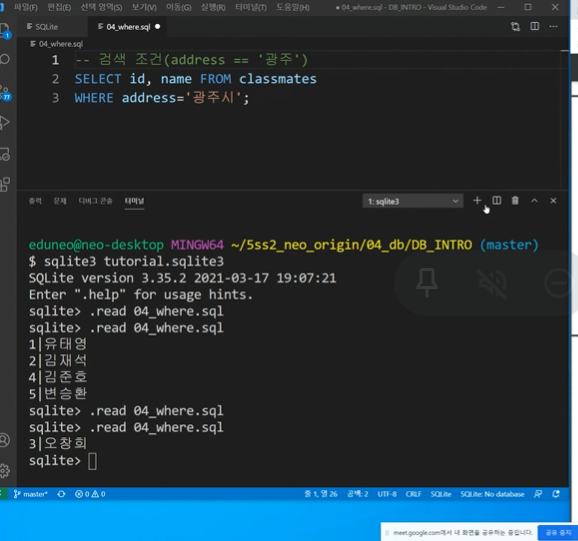 파일(F) 편집(E) 선택 영역(S) 보기(V) 이동(G) 실행(R) 터미널(T) 도움말(H) ● 04_where.sql - DB_INTRO - Visual Studio Code
SQLite 04_where.sql ●
04_where.sql
1 -- 검색 조건(address == '광주')
2 SELECT id, name FROM classmates
3 WHERE address='광주시';
출력 문제 디버그 콘솔 터미널 1: sqlite3
eduneo@neo-desktop MINGW64 ~/5ss2_neo_origin/04_db/DB_INTRO (master)
$ sqlite3 tutorial.sqlite3
SQLite version 3.35.2 2021-03-17 19:07:21
Enter ".help" for usage hints.
sqlite> .read 04_where.sql
sqlite> .read 04_where.sql
1|유태영
2|김재석
4|김준호
5|변승환
sqlite> .read 04_where.sql
sqlite> .read 04_where.sql
3|오창희
sqlite>
master* 0 0 줄 1, 열 26 공백: 2 UTF-8 CRLF SQLite SQLite: No database
meet.google.com에서 내 화면을 공유하는 중입니다. 공유 중지